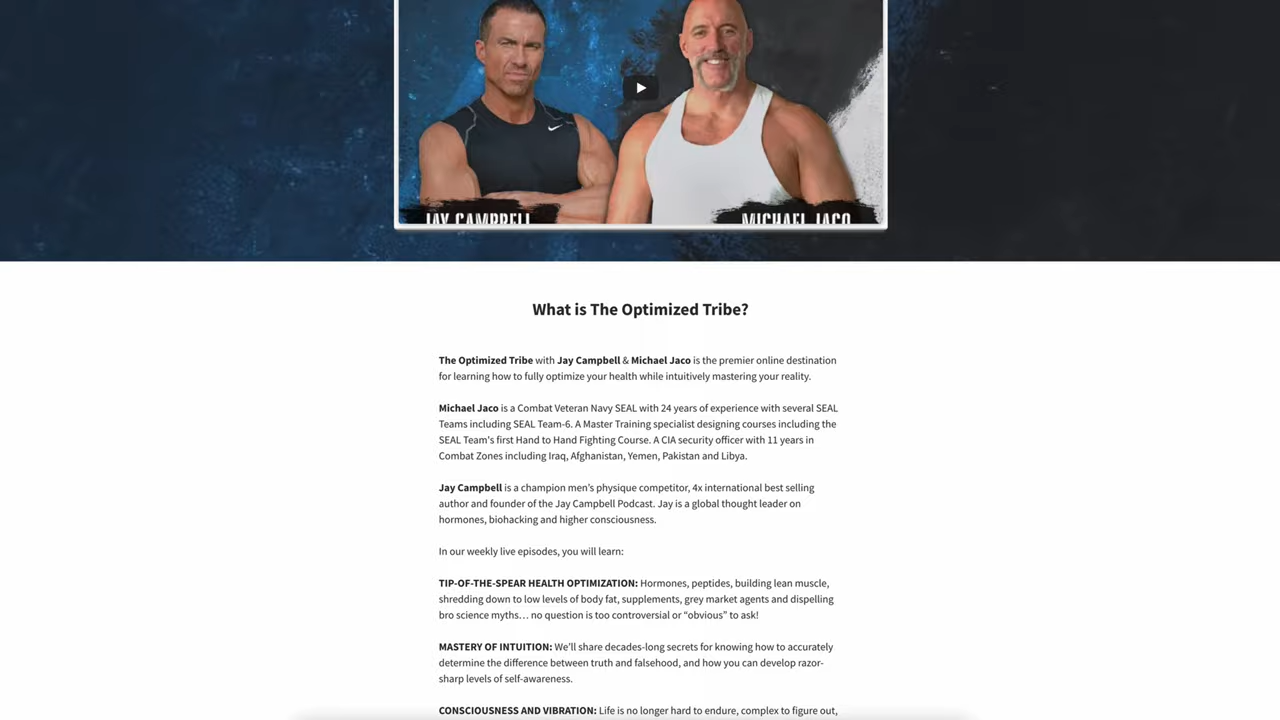 JAY CAMPBELL
MICHAEL JACO
What is The Optimized Tribe?
The Optimized Tribe with Jay Campbell & Michael Jaco is the premier online destination
for learning how to fully optimize your health while intuitively mastering your reality.
Michael Jaco is a Combat Veteran Navy SEAL with 24 years of experience with several SEAL
Teams including SEAL Team-6. A Master Training specialist designing courses including the
SEAL Team's first Hand to Hand Fighting Course. A CIA security officer with 11 years in
Combat Zones including Iraq, Afghanistan, Yemen, Pakistan and Libya.
Jay Campbell is a champion men's physique competitor, 4x international best selling
author and founder of the Jay Campbell Podcast. Jay is a global thought leader on
hormones, biohacking and higher consciousness.
In our weekly live episodes, you will learn:
TIP-OF-THE-SPEAR HEALTH OPTIMIZATION: Hormones, peptides, building lean muscle,
shredding down to low levels of body fat, supplements, grey market agents and dispelling
bro science myths… no question is too controversial or “obvious” to ask!
MASTERY OF INTUITION: We’ll share decades-long secrets for knowing how to accurately
determine the difference between truth and falsehood, and how you can develop razor-
sharp levels of self-awareness.
CONSCIOUSNESS AND VIBRATION: Life is no longer hard to endure, complex to figure out,